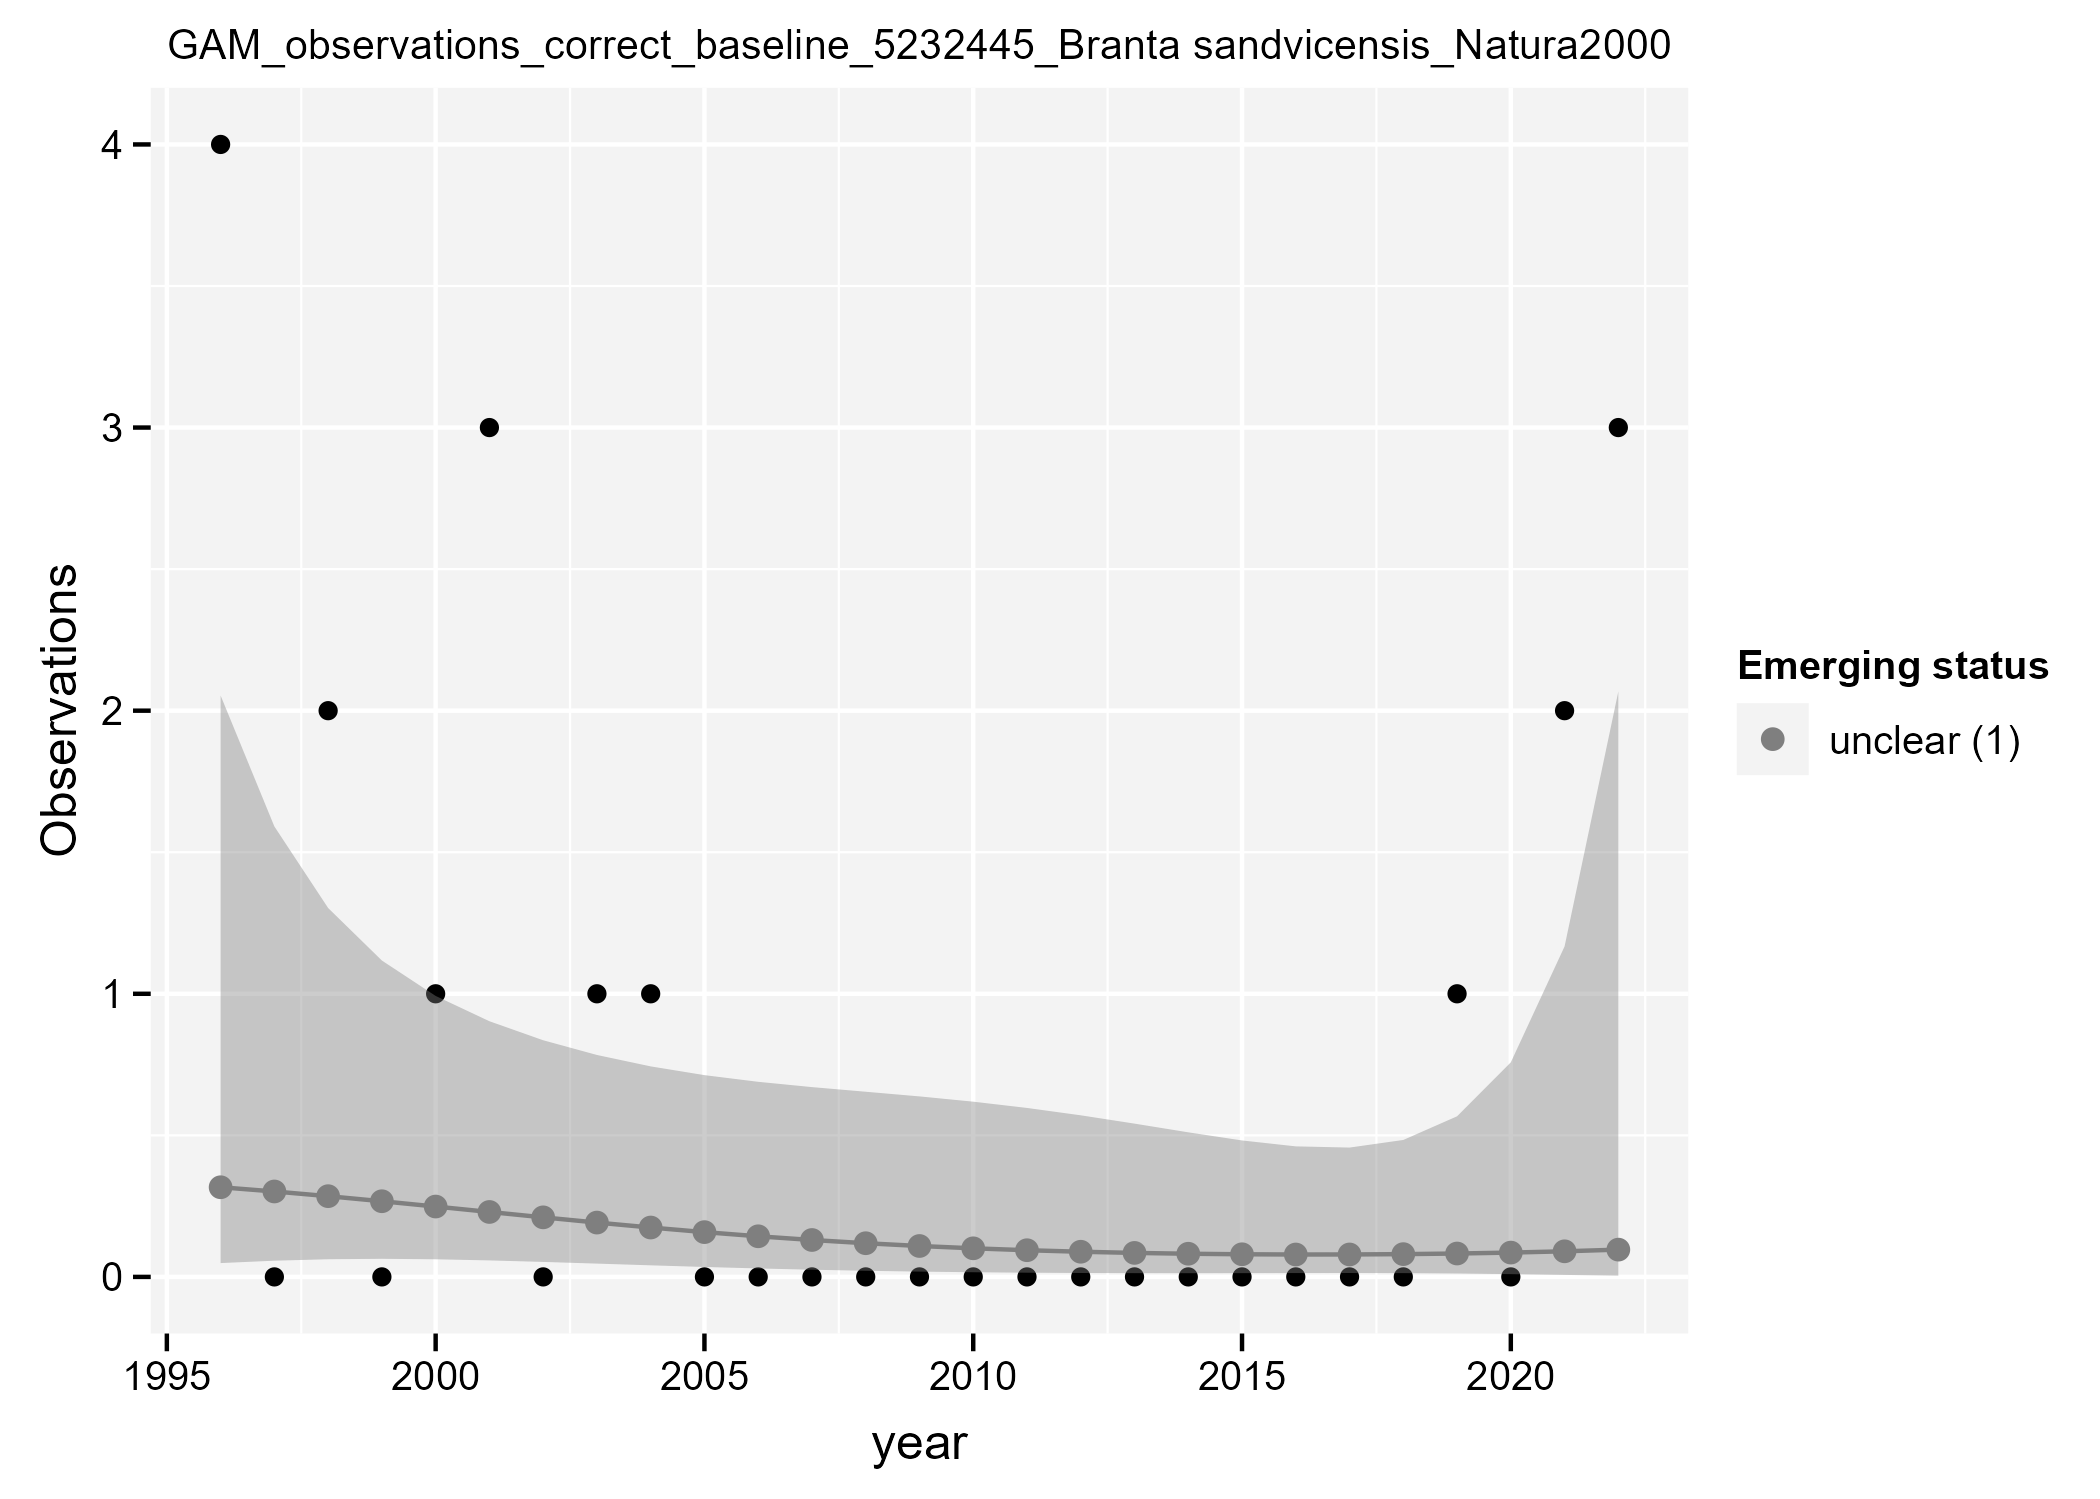 GAM_observations_correct_baseline_5232445_Branta sandvicensis_Natura2000
4
3
2
1
0
Observations
1995 2000 2005 2010 2015 2020
year
Emerging status
unclear (1)